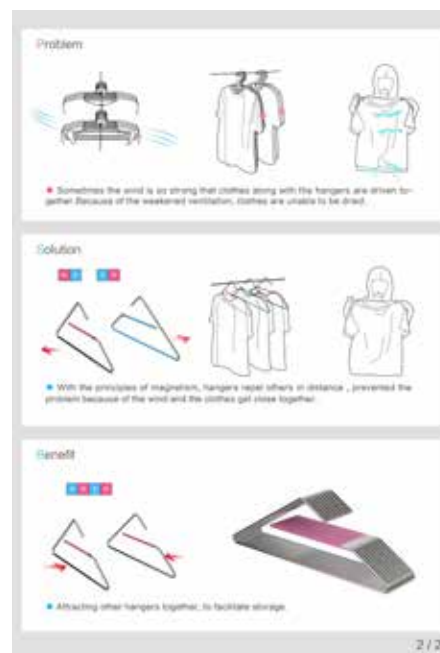 Problem
Sometimes the wind is so strong that clothes along with the hangers are driven to-
gether. Because of the weakened ventilation, clothes are unable to be dried.
Solution
With the principles of magnetism, hangers repel others in distance , prevented the
problem because of the wind and the clothes get close together.
Benefit
Attracting other hangers together, to facilitate storage.
2/2